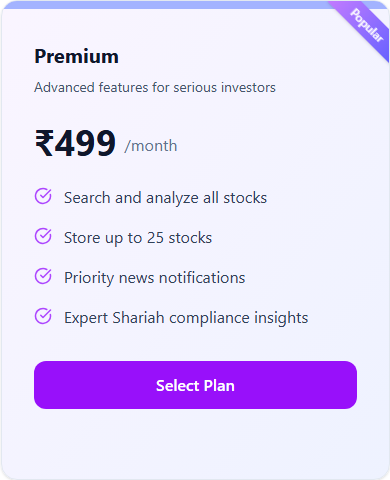 Popular
Premium
Advanced features for serious investors
₹499 /month
Search and analyze all stocks
Store up to 25 stocks
Priority news notifications
Expert Shariah compliance insights
Select Plan